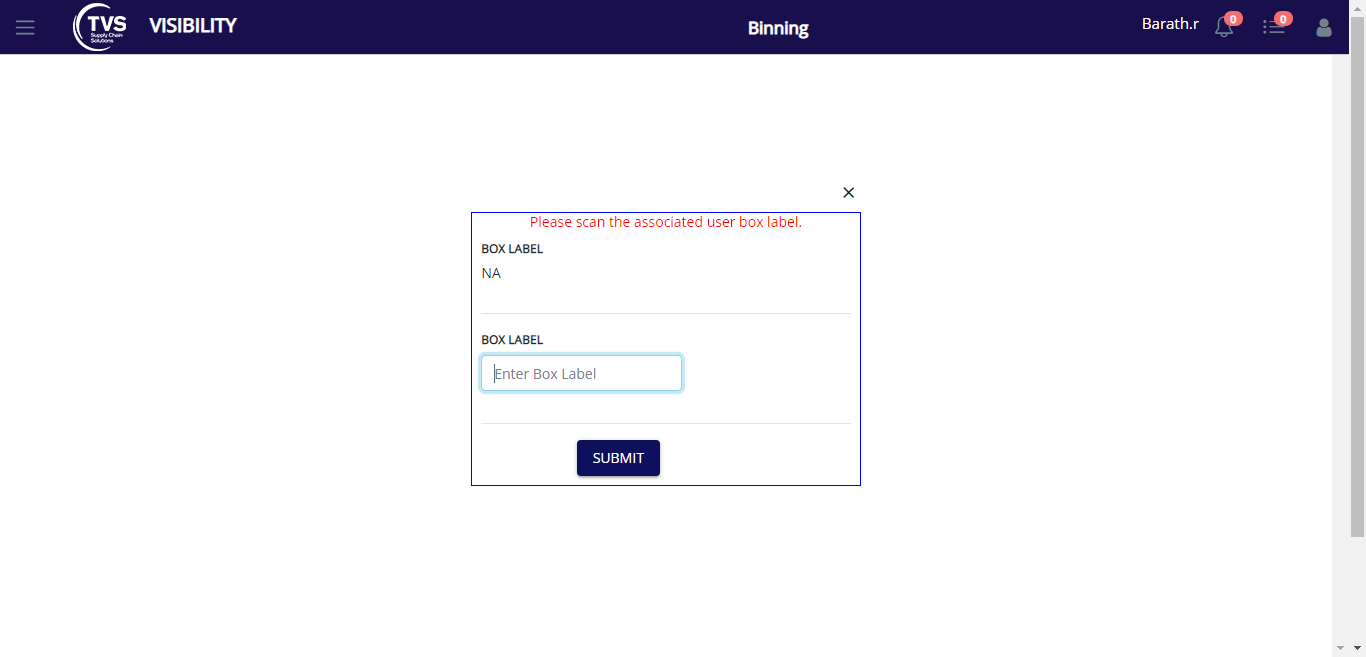 TVS
Supply Chain
Solutions
VISIBILITY
Binning
Barath.r
0
0
Please scan the associated user box label.
BOX LABEL
NA
BOX LABEL
Enter Box Label
SUBMIT